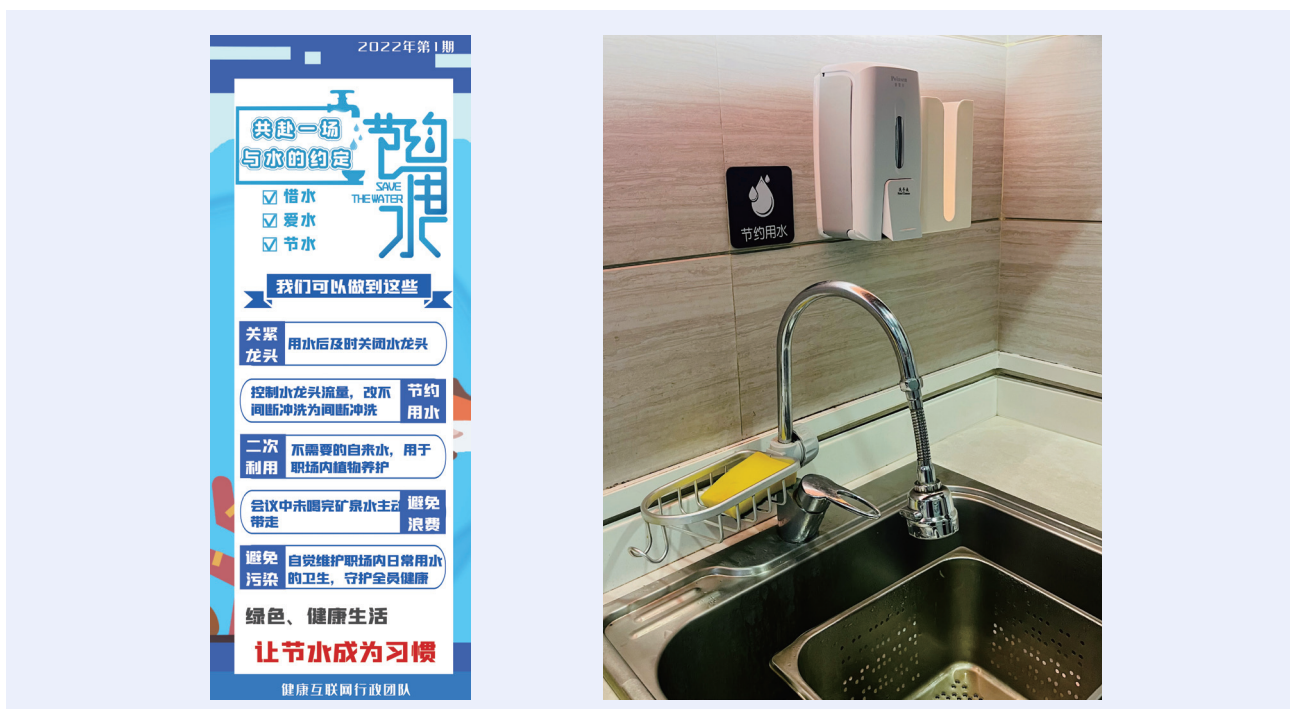 2022年第1期
共赴一场
与水的约定
节约
用
水
SAVE
THE WATER
惜水
爱水
节水
我们可以做到这些
关紧
龙头
用水后及时关闭水龙头
控制水龙头流量，改不
间断冲洗为间断冲洗
节约
用水
二次
利用
不需要的自来水，用于
职场内植物养护
会议中未喝完矿泉水主动
带走
避免
浪费
避免
污染
自觉维护职场内日常用水
的卫生，守护全员健康
绿色、健康生活
让节水成为习惯
健康互联网行政团队
节约用水